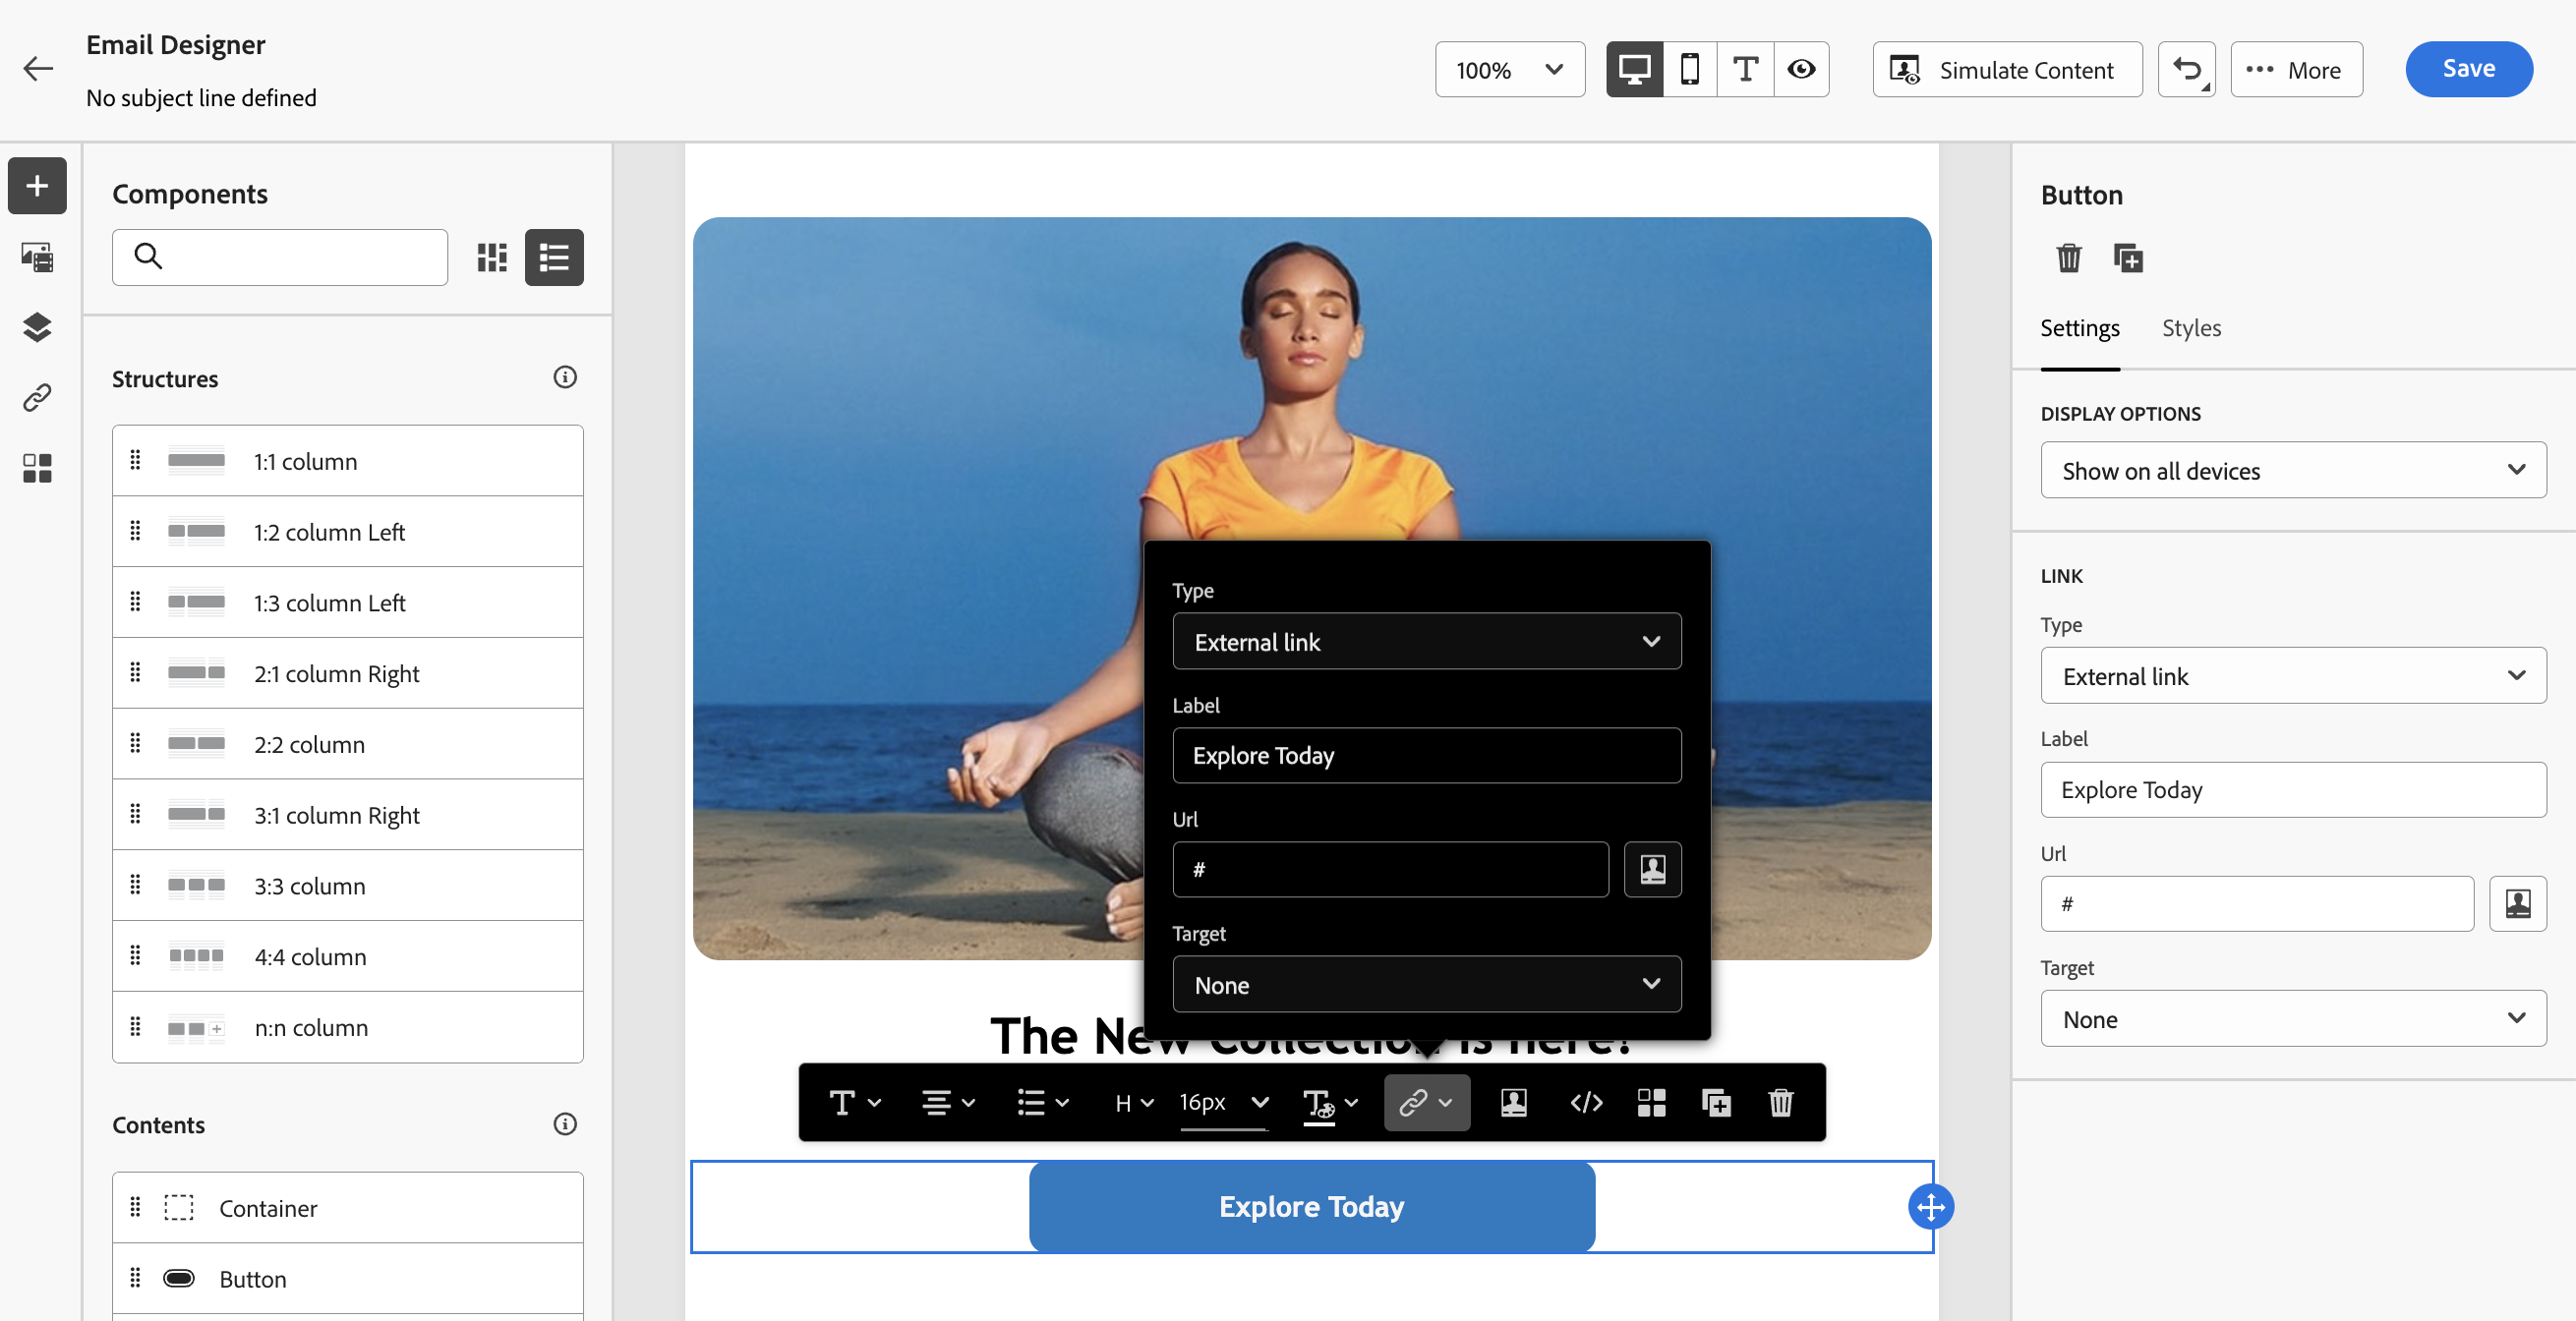 Email Designer
No subject line defined
100%
Simulate Content
More
Save
Components
Structures
1:1 column
1:2 column Left
1:3 column Left
2:1 column Right
2:2 column
3:1 column Right
3:3 column
4:4 column
n:n column
Contents
Container
Button
Type
External link
Label
Explore Today
Url
#
Target
None
The New Collection is here!
H
16px
Explore Today
Button
Settings
Styles
DISPLAY OPTIONS
Show on all devices
LINK
Type
External link
Label
Explore Today
Url
#
Target
None